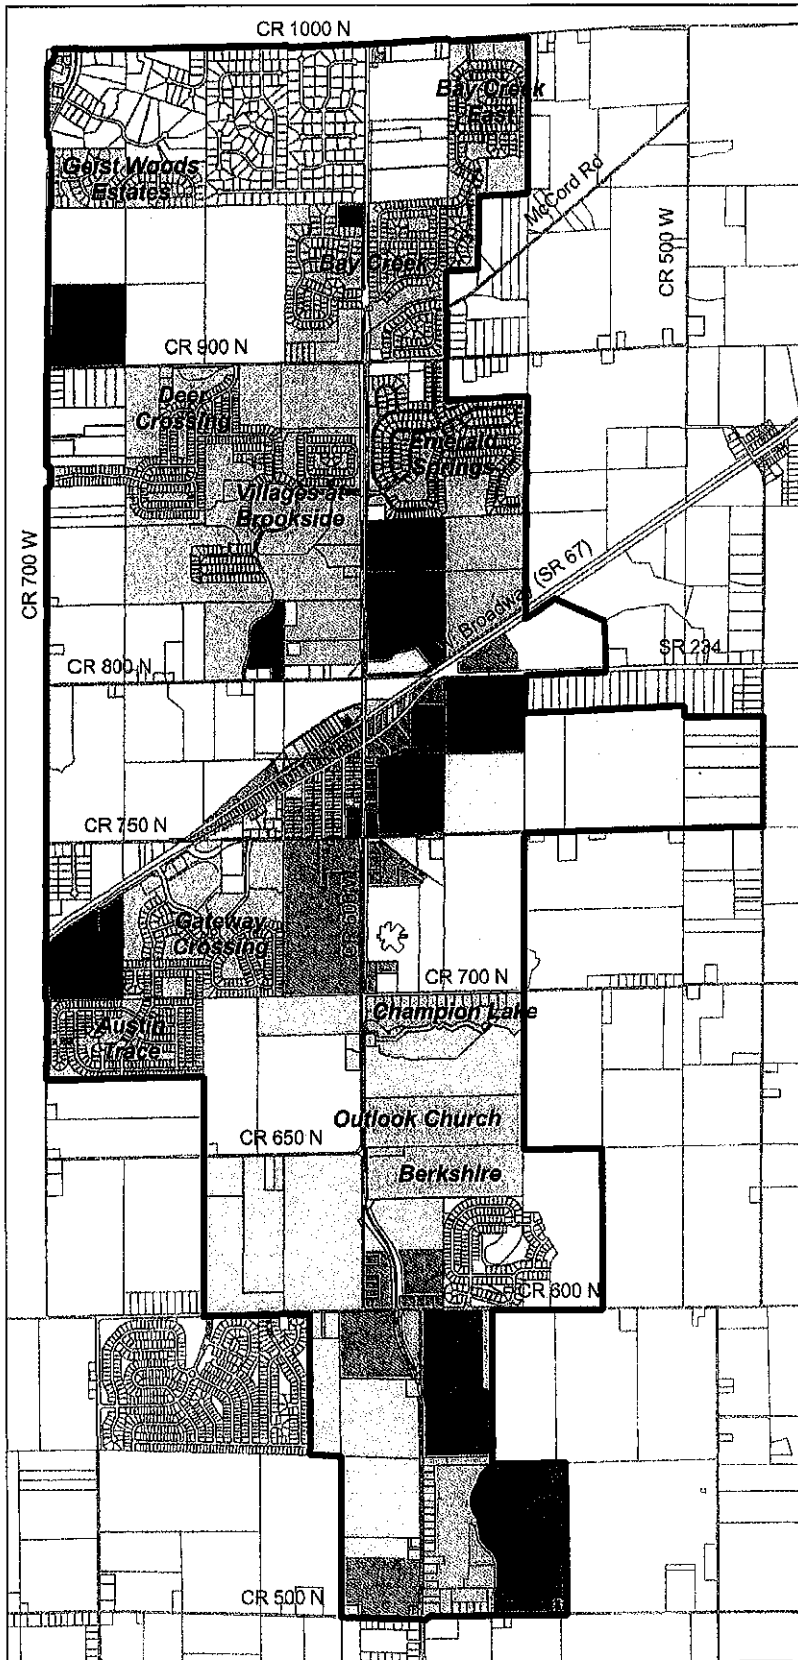 CR 1000 N
Bay Creek
East
McCord Rd
Geist Woods
Estates
CR 500 W
Bay Creek
CR 900 N
Deer
Crossing
Emerald
Springs
Villages at
Brookside
CR 700 W
Broadway (SR 67)
CR 800 N
SR 234
CR 750 N
Gateway
Crossing
CR 700 N
Champion Lake
Austin
Trace
Outlook Church
CR 650 N
Berkshire
CR 600 N
CR 500 N